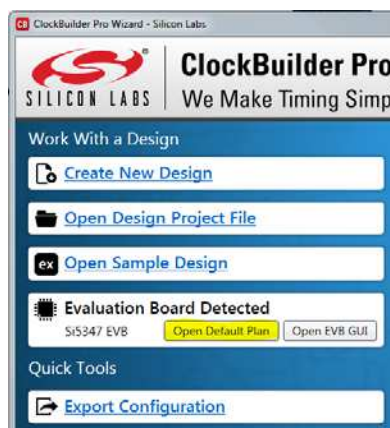 CB ClockBuilder Pro Wizard - Silicon Labs
SILICON LABS
ClockBuilder Pro
We Make Timing Simp
Work With a Design
Create New Design
Open Design Project File
ex Open Sample Design
Evaluation Board Detected
Si5347 EVB Open Default Plan Open EVB GUI
Quick Tools
Export Configuration